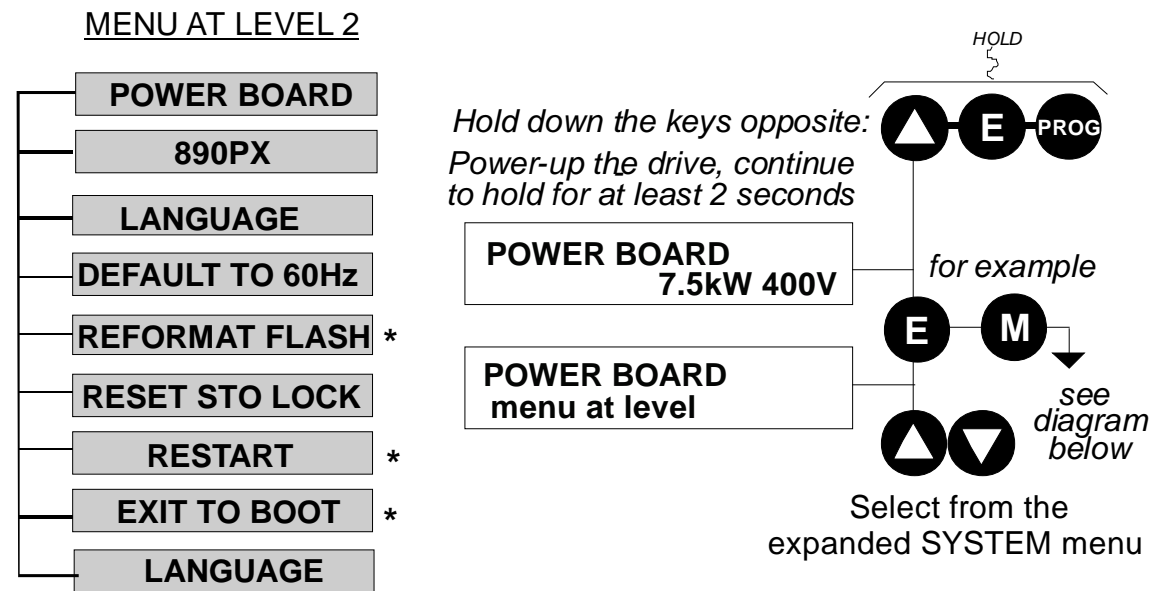 MENU AT LEVEL 2
POWER BOARD
890PX
LANGUAGE
DEFAULT TO 60Hz
REFORMAT FLASH *
RESET STO LOCK
RESTART *
EXIT TO BOOT *
LANGUAGE
HOLD
Hold down the keys opposite:
E
PROG
Power-up the drive, continue
to hold for at least 2 seconds
POWER BOARD
7.5kW 400V
for example
E
M
POWER BOARD
menu at level
see
diagram
below
Select from the
expanded SYSTEM menu